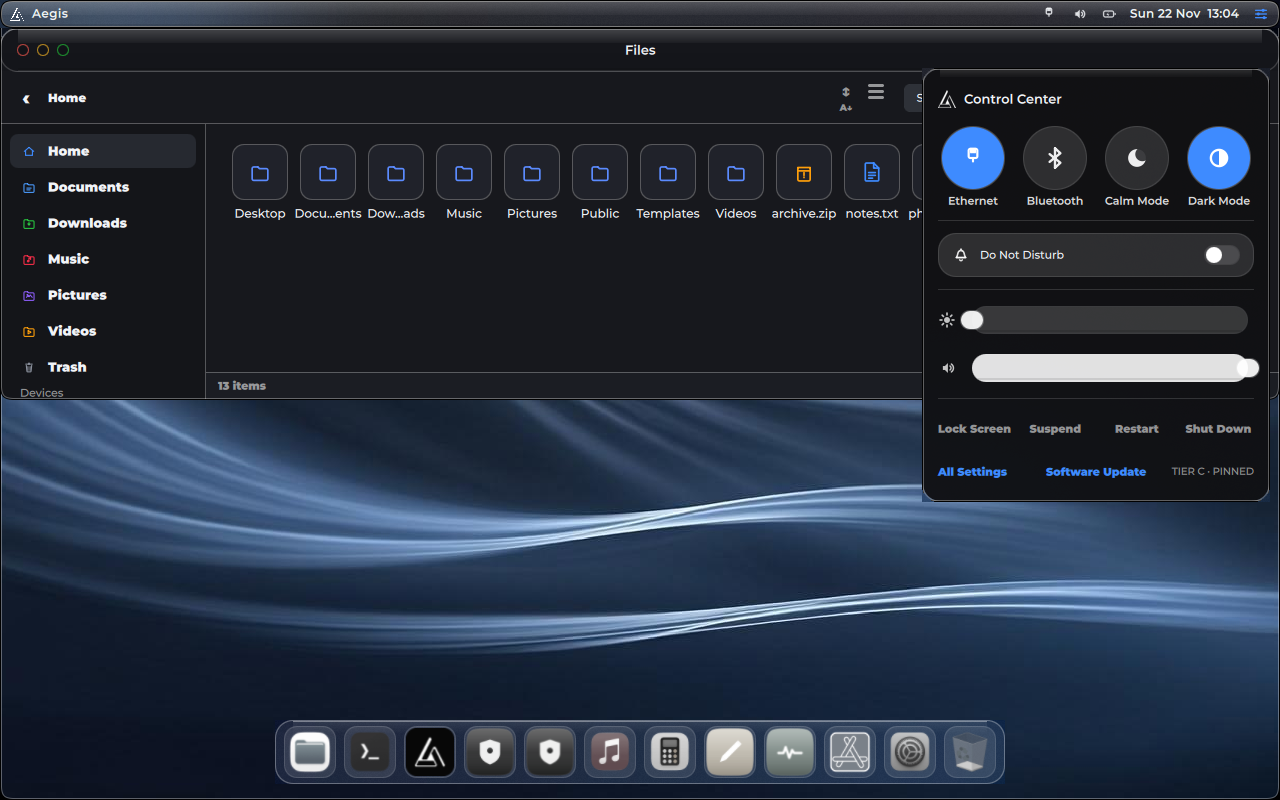 Aegis
Sun 22 Nov 13:04
Files
Home
A+
S
Control Center
Ethernet
Bluetooth
Calm Mode
Dark Mode
Do Not Disturb
Lock Screen
Suspend
Restart
Shut Down
All Settings
Software Update
TIER C · PINNED
Home
Documents
Downloads
Music
Pictures
Videos
Trash
Devices
Desktop
Docu...ents
Dow...ads
Music
Pictures
Public
Templates
Videos
archive.zip
notes.txt
ph
13 items